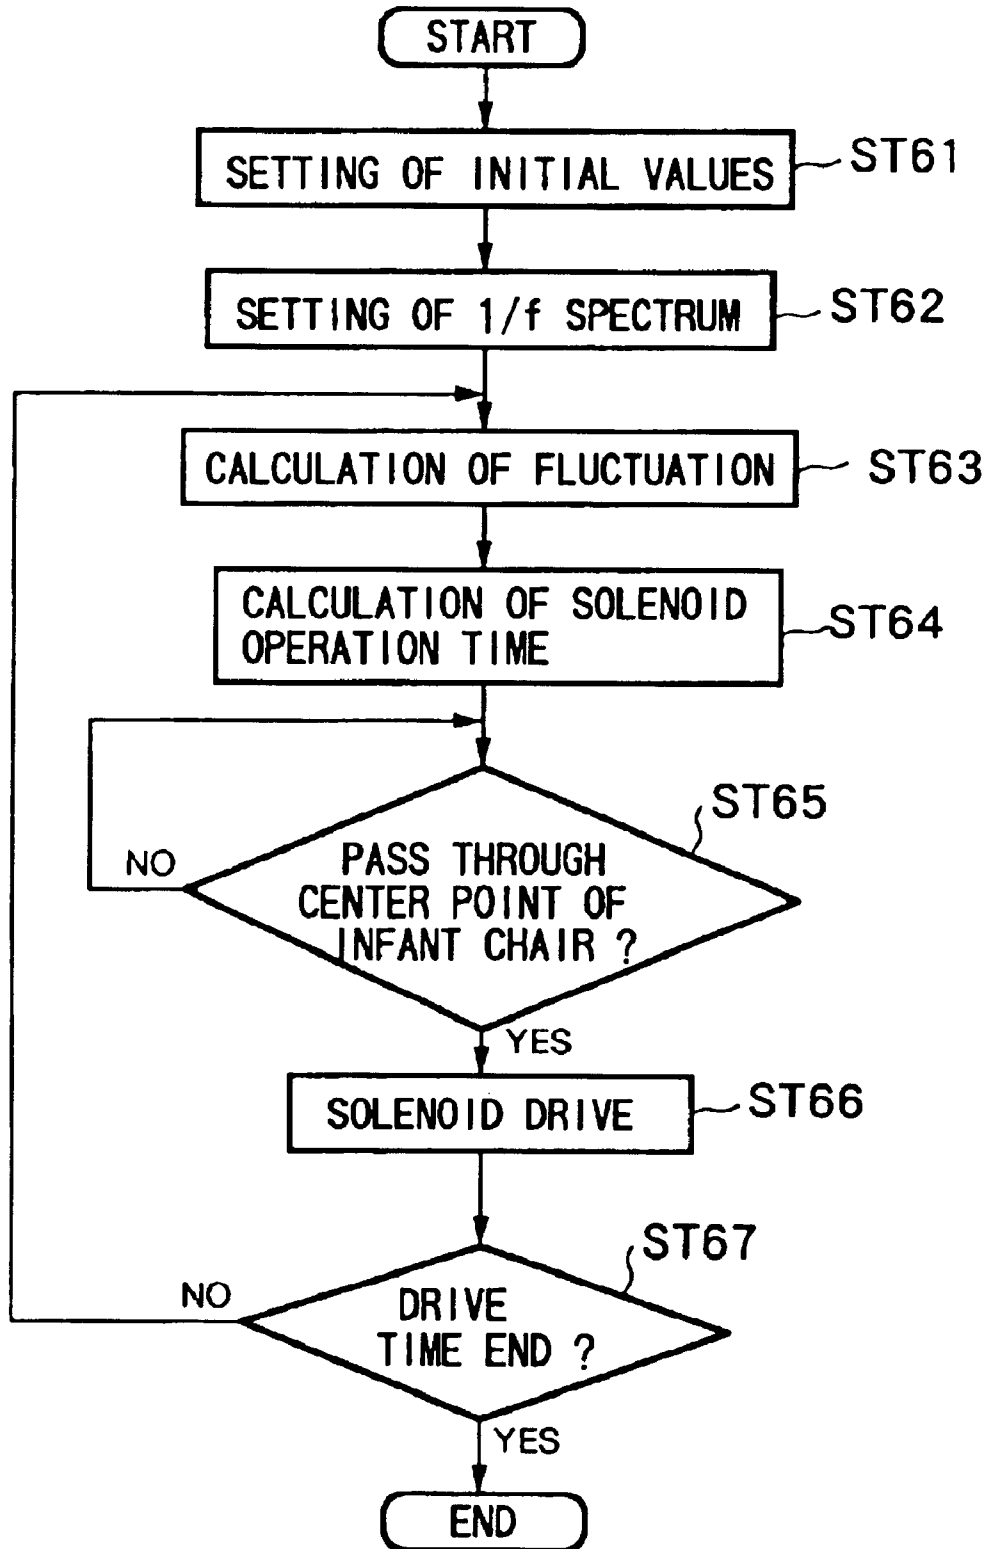 START
SETTING OF INITIAL VALUES
ST61
SETTING OF 1/f SPECTRUM
ST62
CALCULATION OF FLUCTUATION
ST63
CALCULATION OF SOLENOID
OPERATION TIME
ST64
ST65
NO
PASS THROUGH
CENTER POINT OF
INFANT CHAIR ?
YES
SOLENOID DRIVE
ST66
ST67
NO
DRIVE
TIME END ?
YES
END